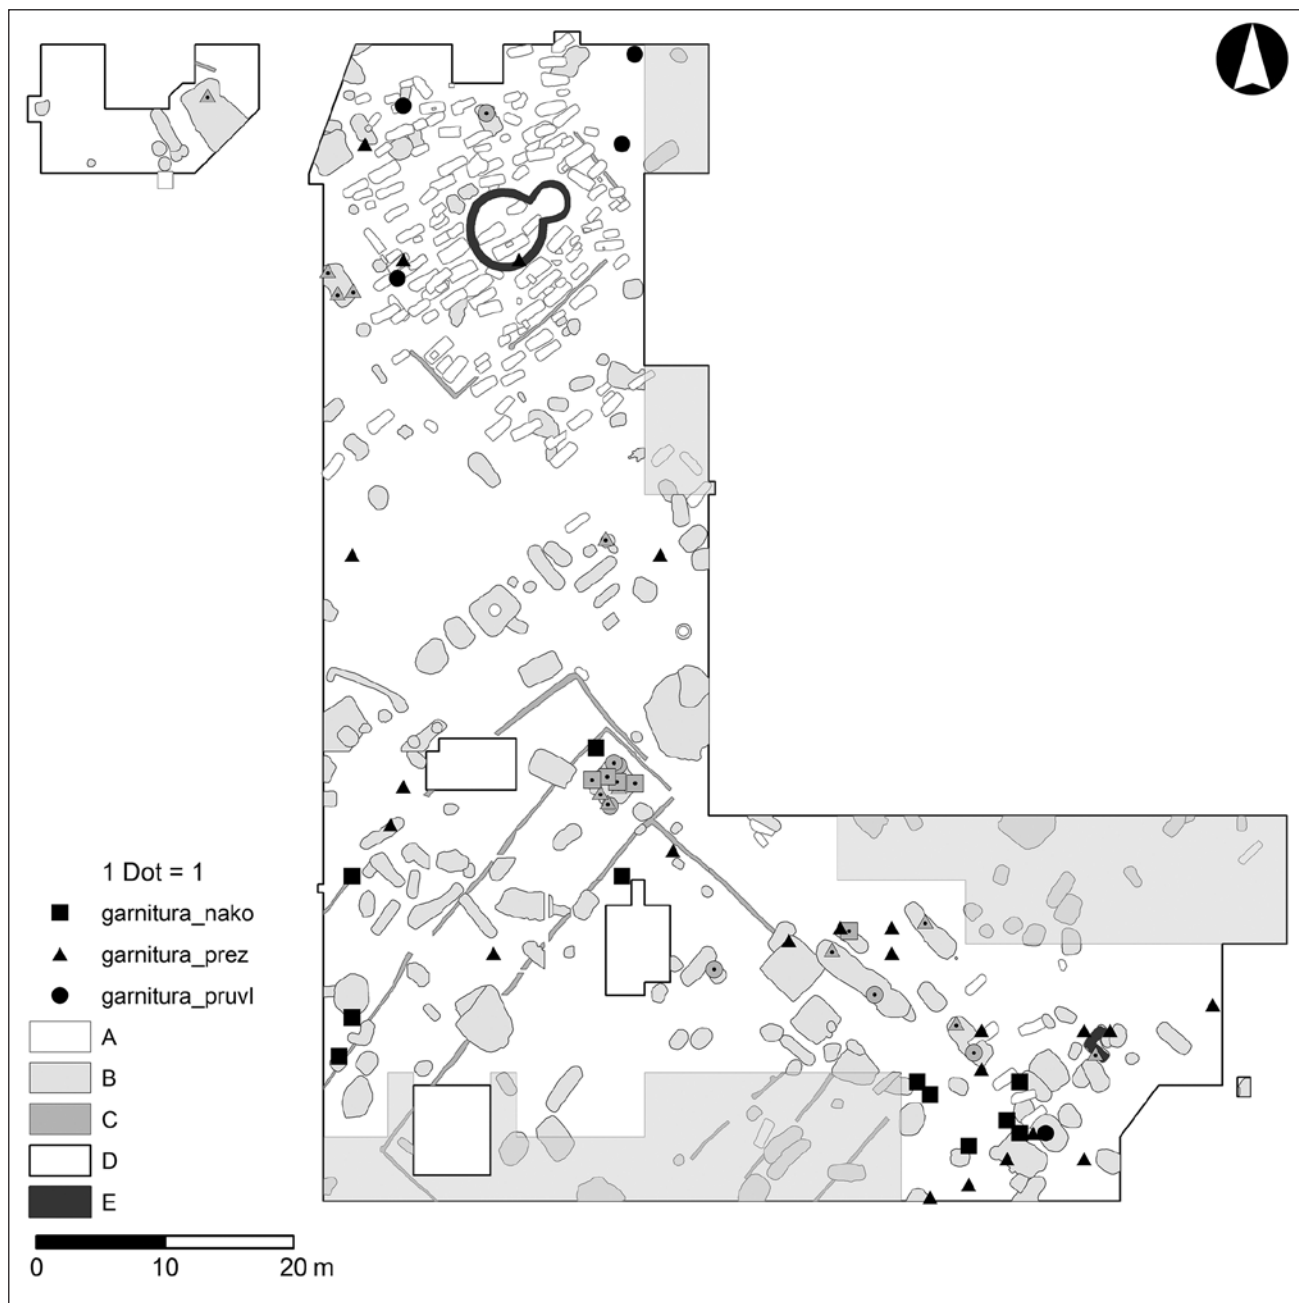 1 Dot = 1
garnitura_nako
garnitura_prez
garnitura_pruvl
A
B
C
D
E
0 10 20 m